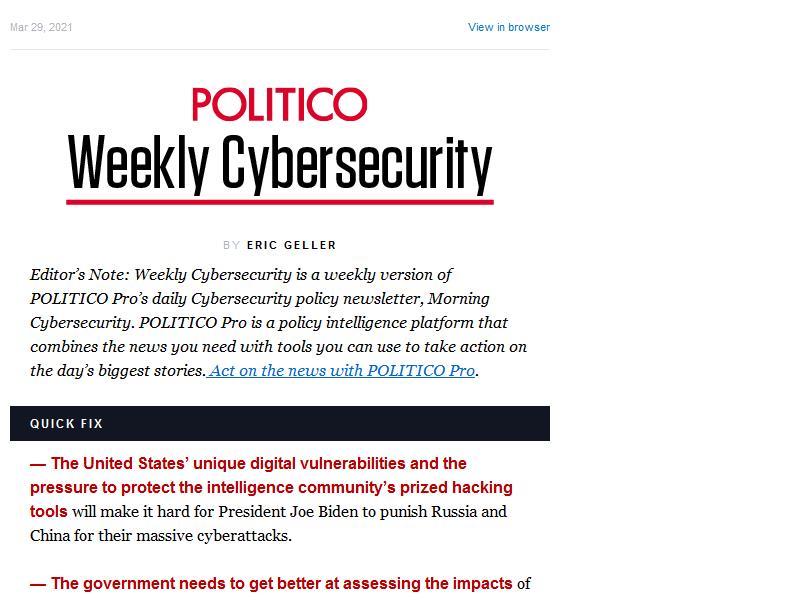 Mar 29, 2021
View in browser
POLITICO
Weekly Cybersecurity
BY ERIC GELLER
Editor’s Note: Weekly Cybersecurity is a weekly version of
POLITICO Pro’s daily Cybersecurity policy newsletter, Morning
Cybersecurity. POLITICO Pro is a policy intelligence platform that
combines the news you need with tools you can use to take action on
the day’s biggest stories. Act on the news with POLITICO Pro.
QUICK FIX
— The United States’ unique digital vulnerabilities and the
pressure to protect the intelligence community’s prized hacking
tools will make it hard for President Joe Biden to punish Russia and
China for their massive cyberattacks.
— The government needs to get better at assessing the impacts of